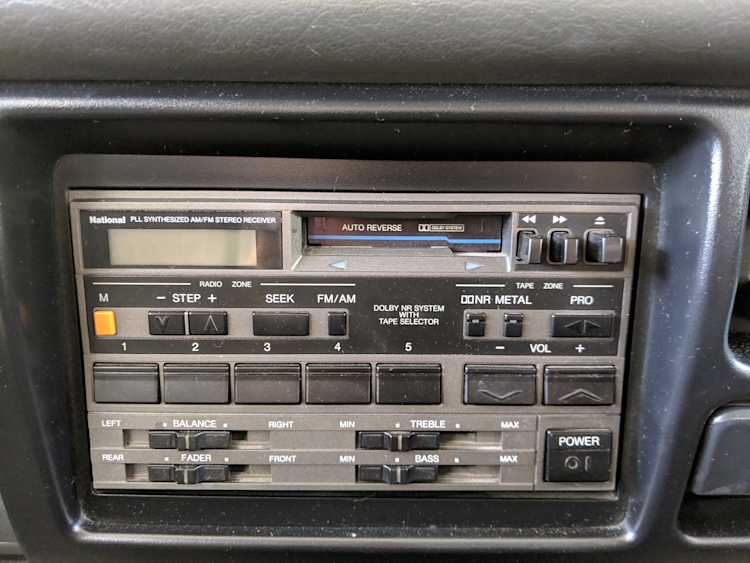 National PLL SYNTHESIZED AM/FM STEREO RECEIVER
AUTO REVERSE DOLBY SYSTEM
RADIO ZONE
TAPE ZONE
M − STEP + SEEK FM/AM
DOLBY NR SYSTEM
WITH
TAPE SELECTOR
NR METAL PRO
1 2 3 4 5 − VOL +
LEFT BALANCE RIGHT MIN TREBLE MAX
POWER
REAR FADER FRONT MIN BASS MAX